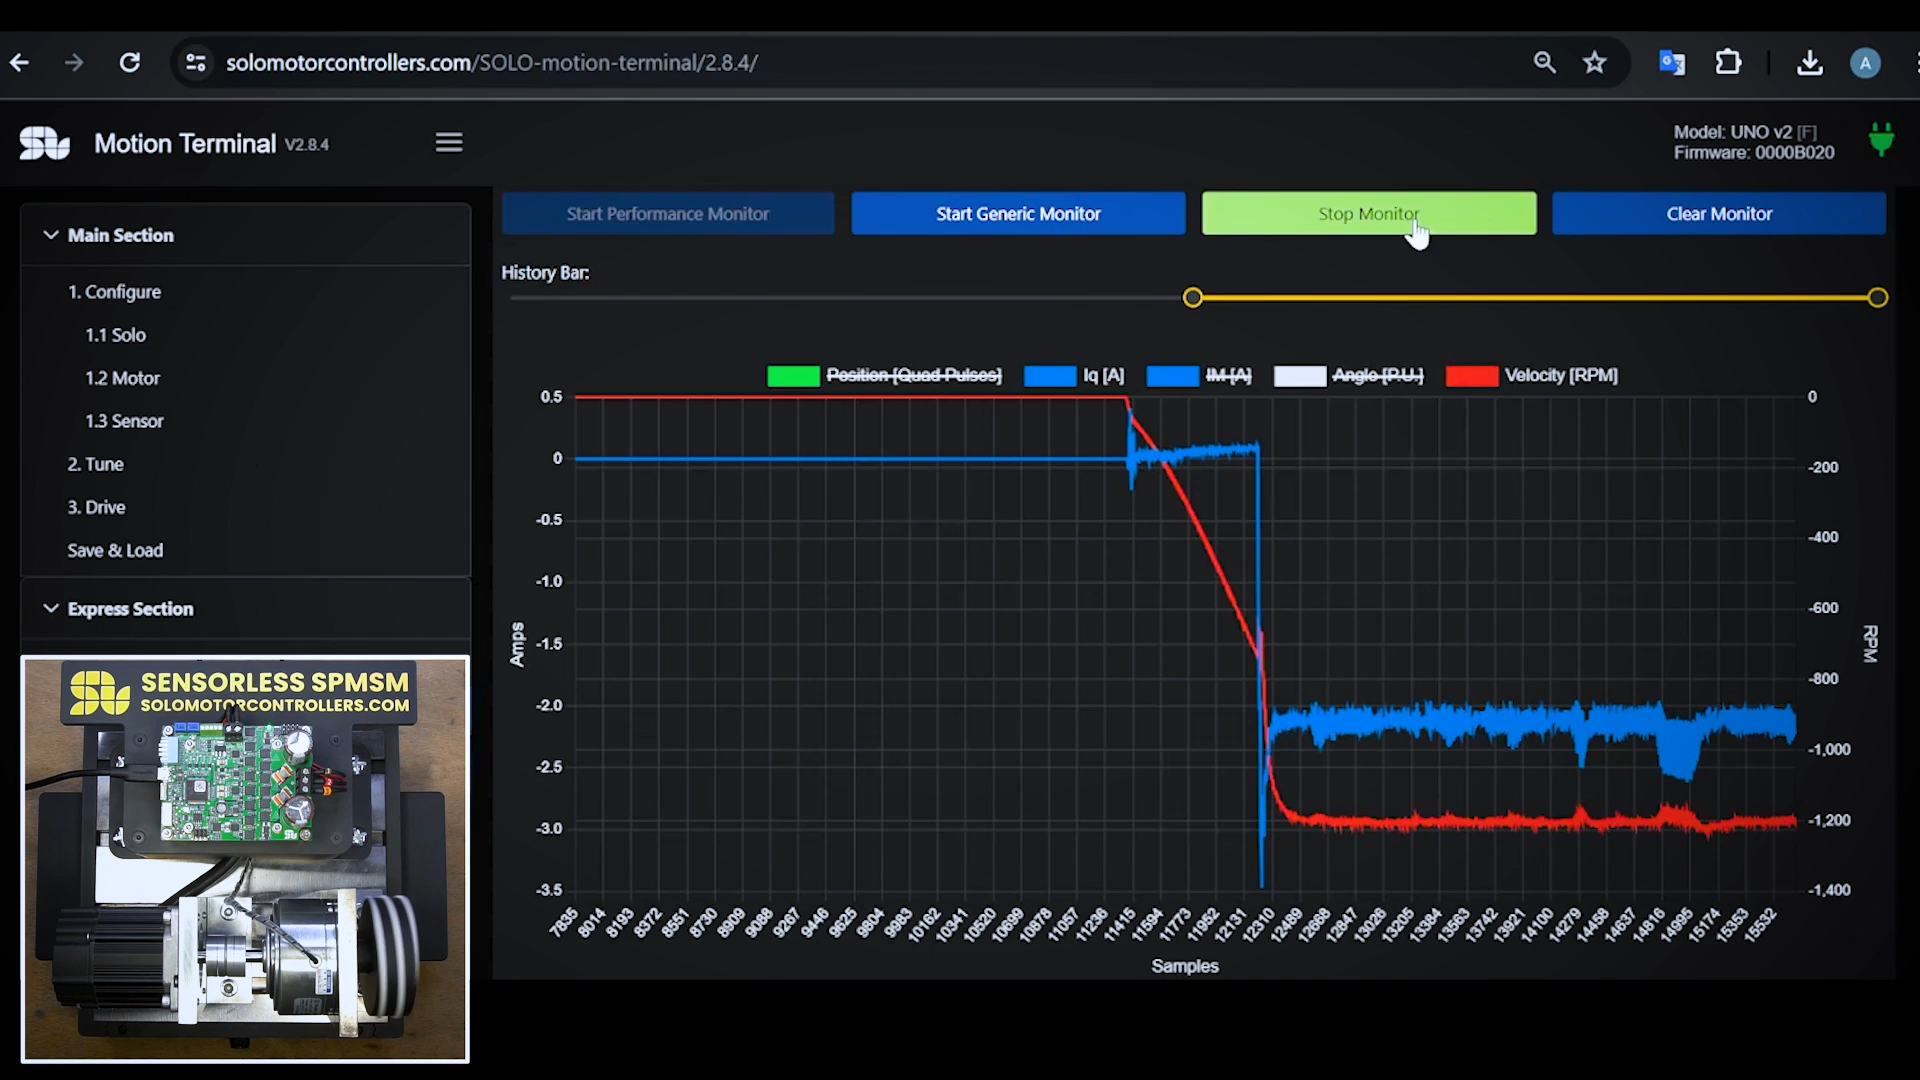 solomotorcontrollers.com/SOLO-motion-terminal/2.8.4/
A
Motion Terminal V2.8.4
Model: UNO v2 [F]
Firmware: 0000B020
Start Performance Monitor
Start Generic Monitor
Stop Monitor
Clear Monitor
Main Section
1. Configure
1.1 Solo
1.2 Motor
1.3 Sensor
2. Tune
3. Drive
Save & Load
Express Section
History Bar:
Position [Quad Pulses] Iq [A] IM [A] Angle [P.U.] Velocity [RPM]
0.5
0
-0.5
-1.0
-1.5
-2.0
-2.5
-3.0
-3.5
Amps
0
-200
-400
-600
-800
-1,000
-1,200
-1,400
RPM
7835 8014 8193 8372 8551 8730 8909 9088 9267 9446 9625 9804 9983 10162 10341 10520 10699 10878 11057 11236 11415 11594 11773 11952 12131 12310 12489 12668 12847 13026 13205 13384 13563 13742 13921 14100 14279 14458 14637 14816 14995 15174 15353 15532
Samples
SENSORLESS SPMSM
SOLOMOTORCONTROLLERS.COM